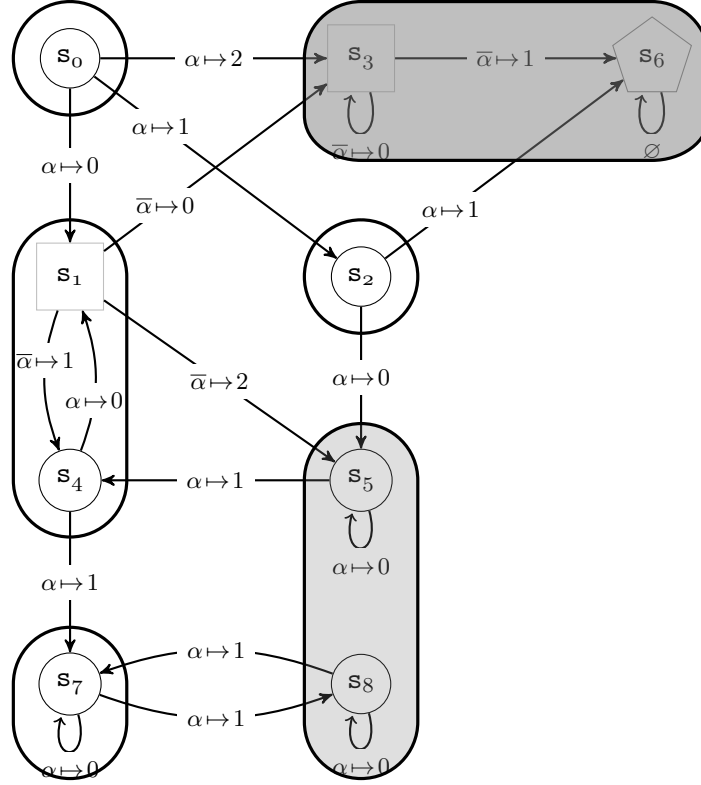 s₀ α↦2 s₃ ᾱ↦1 s₆
α↦1 ᾱ↦0 ∅
α↦0
ᾱ↦0 α↦1
s₁ s₂
ᾱ↦1 α↦0 ᾱ↦2 α↦0
s₄ α↦1 s₅
α↦0
α↦1
α↦1
s₇ s₈
α↦1
α↦0 α↦0